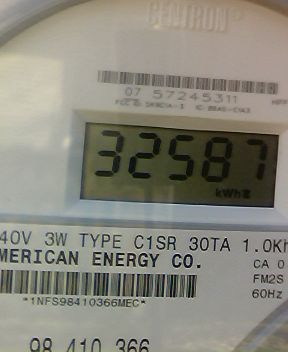 CENTRON®
07 57245311
32587
kWh
40V 3W TYPE C1SR 30TA 1.0Kh
MERICAN ENERGY CO.
CA 0
FM2S
60Hz
*1NFS98410366MEC*
98 410 366